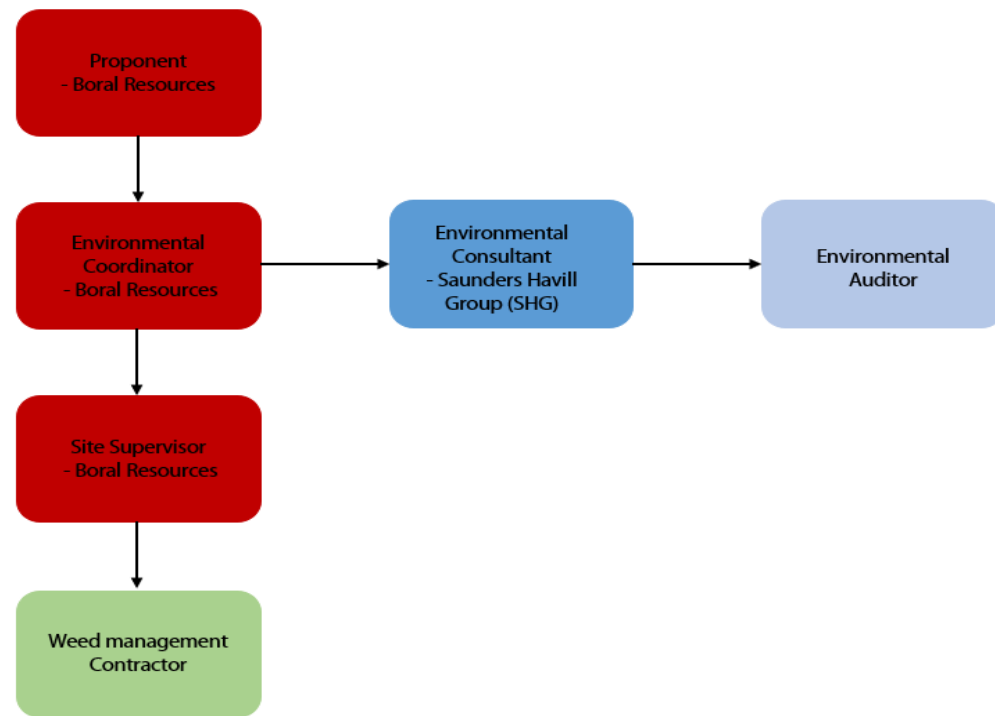 Proponent
- Boral Resources
Environmental
Coordinator
- Boral Resources
Environmental
Consultant
- Saunders Havill
Group (SHG)
Environmental
Auditor
Site Supervisor
- Boral Resources
Weed management
Contractor